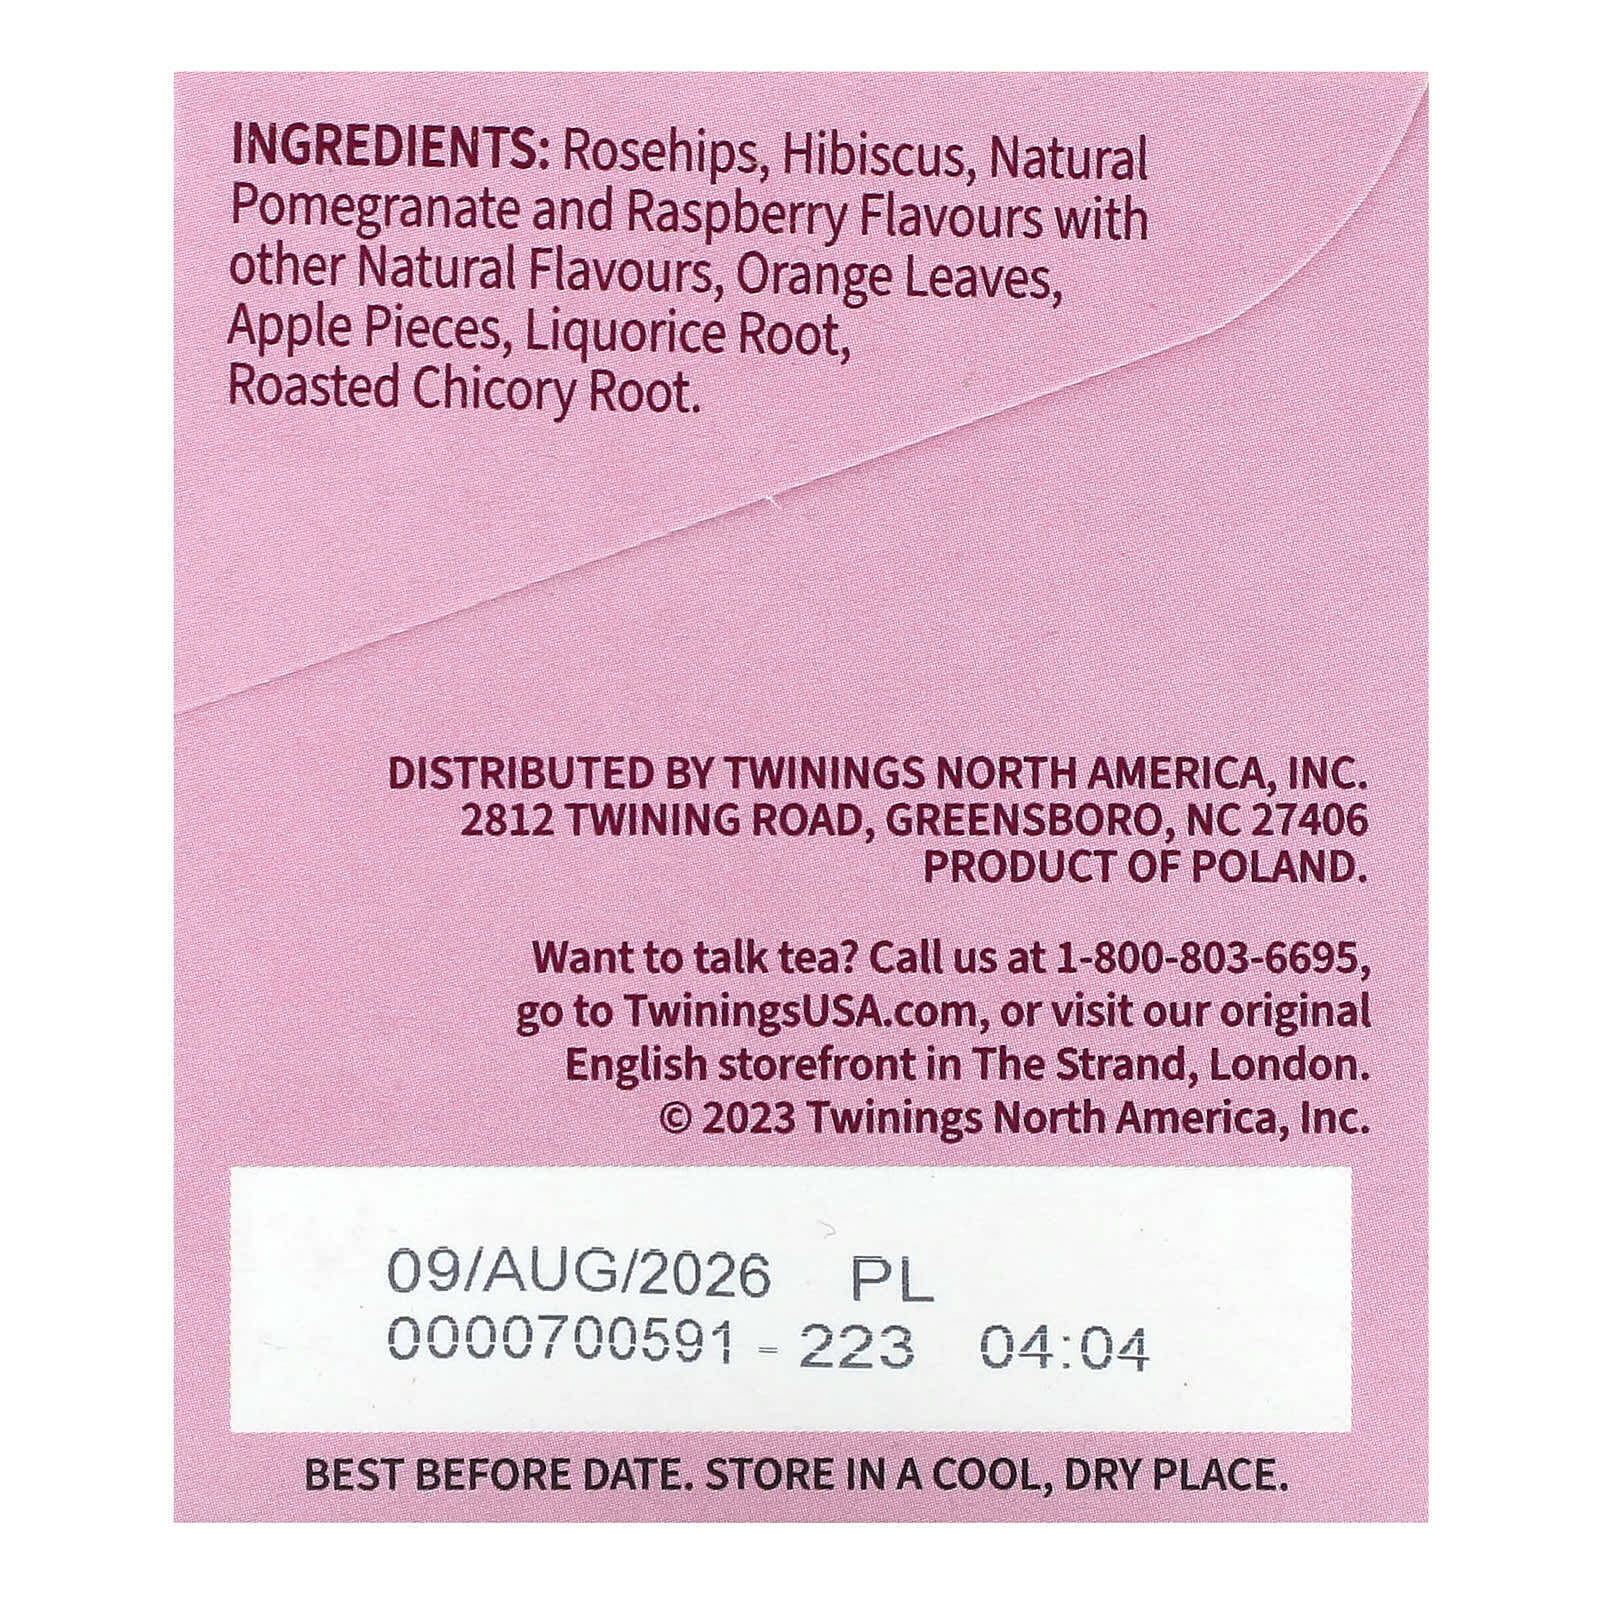 INGREDIENTS: Rosehips, Hibiscus, Natural
Pomegranate and Raspberry Flavours with
other Natural Flavours, Orange Leaves,
Apple Pieces, Liquorice Root,
Roasted Chicory Root.
DISTRIBUTED BY TWININGS NORTH AMERICA, INC.
2812 TWINING ROAD, GREENSBORO, NC 27406
PRODUCT OF POLAND.
Want to talk tea? Call us at 1-800-803-6695,
go to TwiningsUSA.com, or visit our original
English storefront in The Strand, London.
© 2023 Twinings North America, Inc.
09/AUG/2026 PL
0000700591 - 223 04:04
BEST BEFORE DATE. STORE IN A COOL, DRY PLACE.